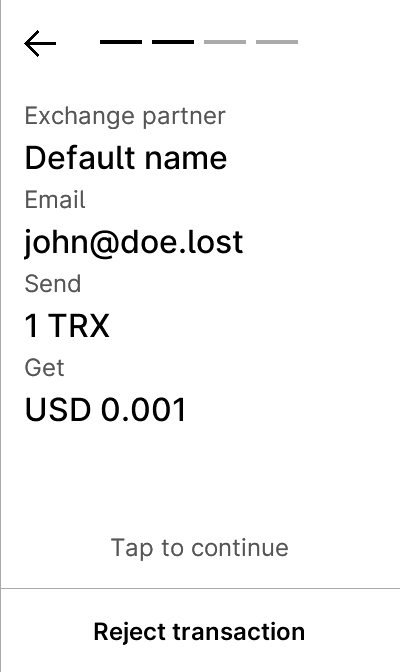 Exchange partner
Default name
Email
john@doe.lost
Send
1 TRX
Get
USD 0.001
Tap to continue
Reject transaction